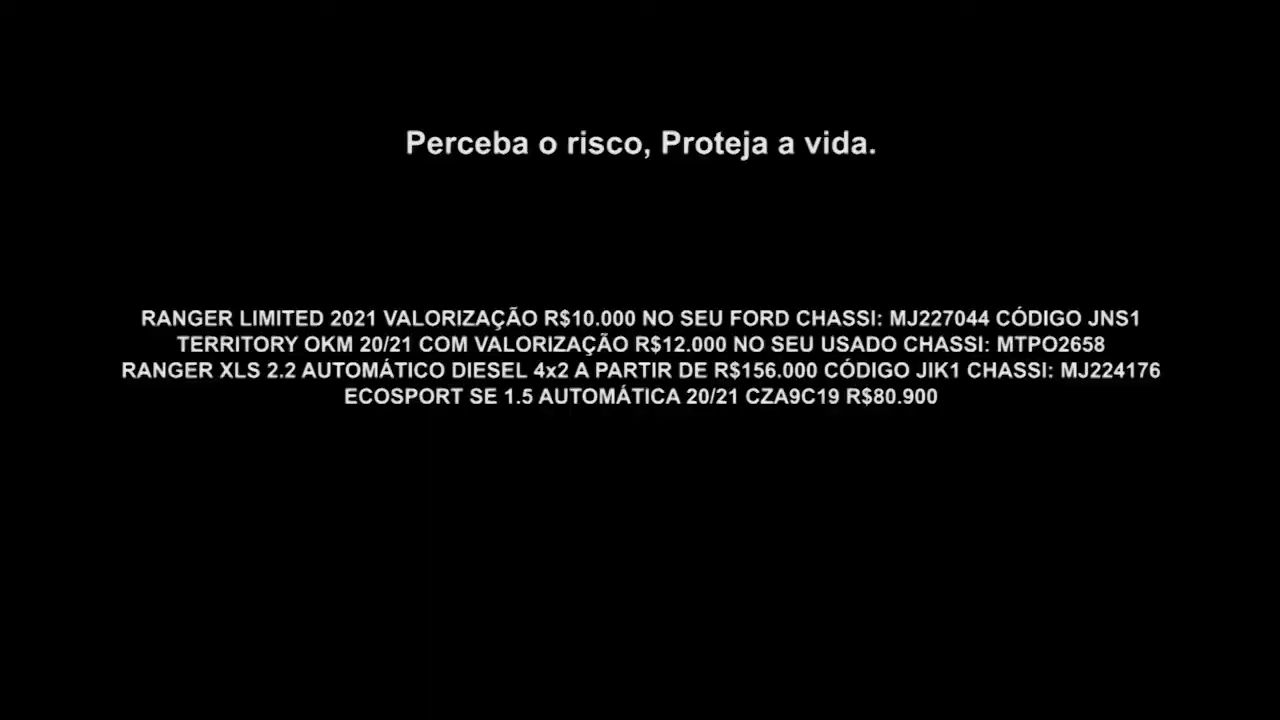 Perceba o risco, Proteja a vida.
RANGER LIMITED 2021 VALORIZAÇÃO R$10.000 NO SEU FORD CHASSI: MJ227044 CÓDIGO JNS1
TERRITORY OKM 20/21 COM VALORIZAÇÃO R$12.000 NO SEU USADO CHASSI: MTPO2658
RANGER XLS 2.2 AUTOMÁTICO DIESEL 4x2 A PARTIR DE R$156.000 CÓDIGO JIK1 CHASSI: MJ224176
ECOSPORT SE 1.5 AUTOMÁTICA 20/21 CZA9C19 R$80.900